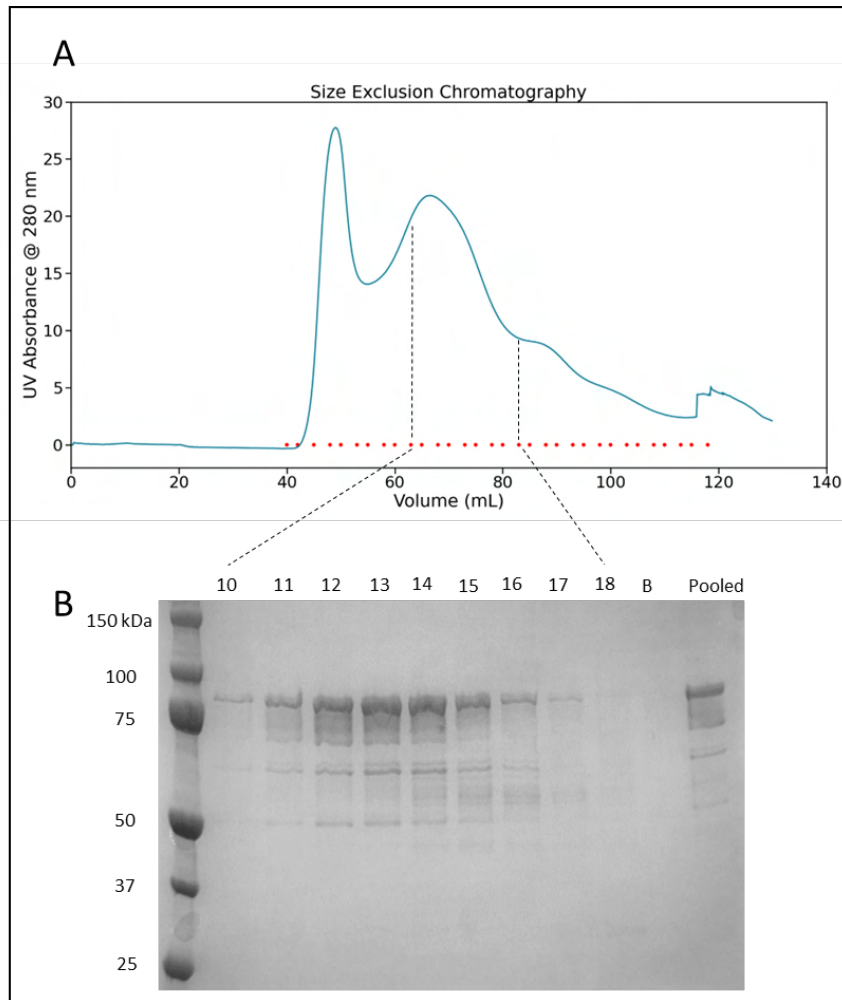 A
Size Exclusion Chromatography
30
25
20
15
10
5
0
UV Absorbance @ 280 nm
0 20 40 60 80 100 120 140
Volume (mL)
B
10 11 12 13 14 15 16 17 18 B Pooled
150 kDa
100
75
50
37
25